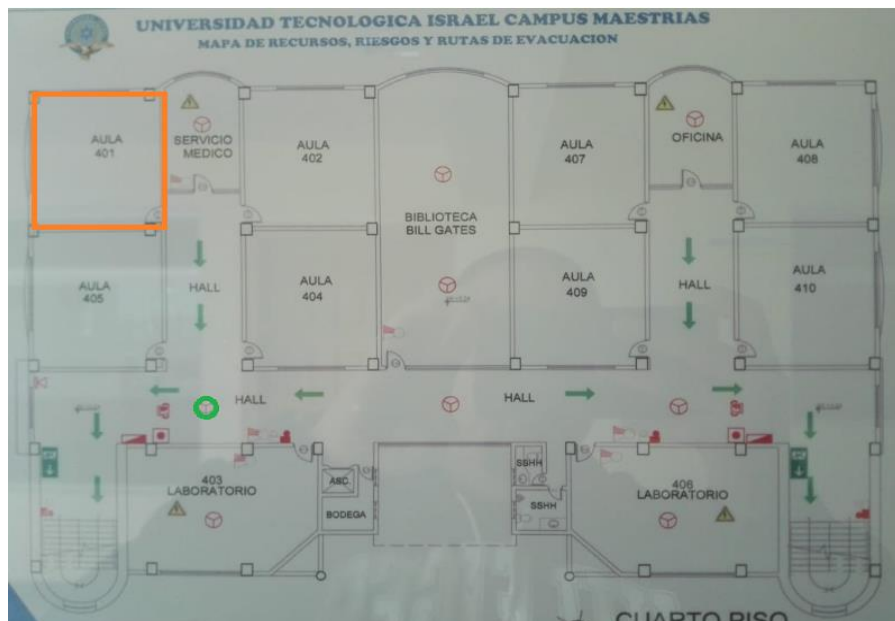 UNIVERSIDAD TECNOLOGICA ISRAEL CAMPUS MAESTRIAS
MAPA DE RECURSOS, RIESGOS Y RUTAS DE EVACUACION
AULA
401
SERVICIO
MEDICO
AULA
402
BIBLIOTECA
BILL GATES
AULA
407
OFICINA
AULA
408
AULA
405
HALL
AULA
404
AULA
409
HALL
AULA
410
HALL
HALL
403
LABORATORIO
ASC.
BODEGA
SSHH
SSHH
406
LABORATORIO
CUARTO PISO